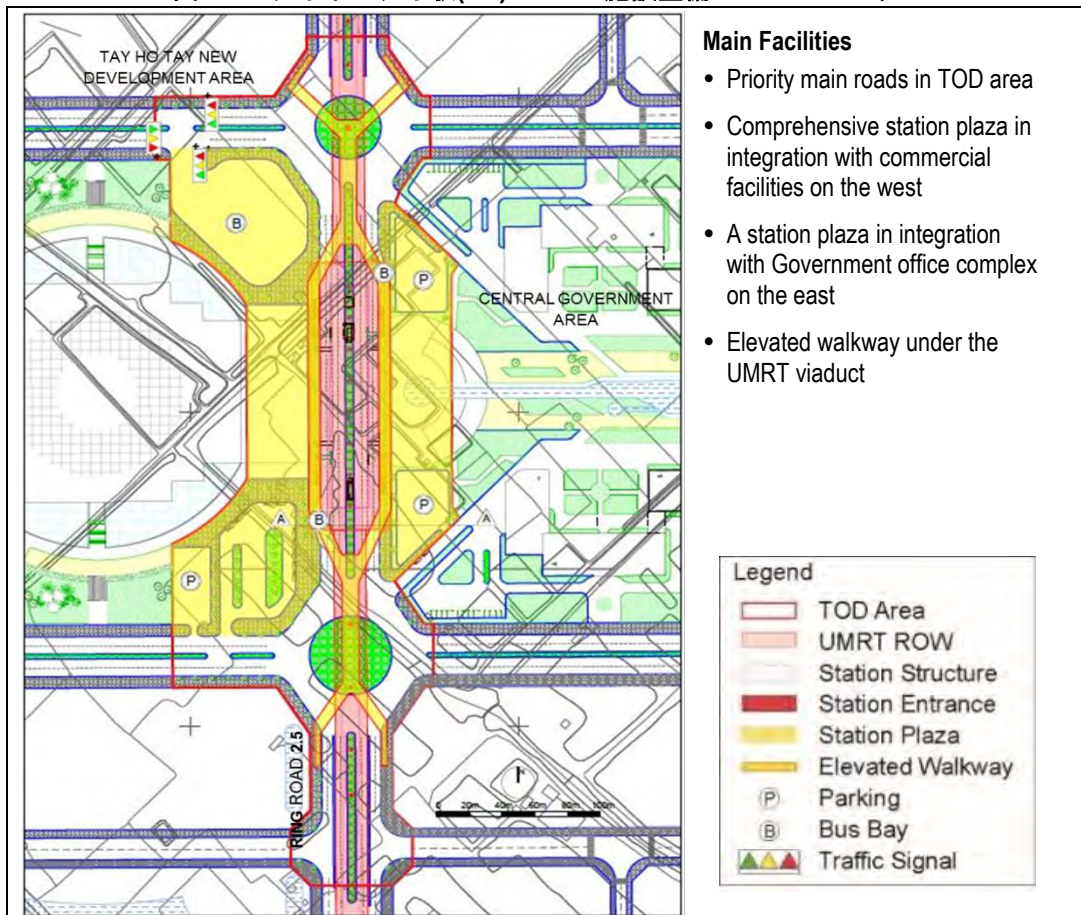 TAY HO TAY NEW
DEVELOPMENT AREA
B
B
P
CENTRAL GOVERNMENT
AREA
P
A
B
A
P
RING ROAD 2.5
0 20m 40m 60m 80m 100m
Main Facilities
• Priority main roads in TOD area
• Comprehensive station plaza in
integration with commercial
facilities on the west
• A station plaza in integration
with Government office complex
on the east
• Elevated walkway under the
UMRT viaduct
Legend
TOD Area
UMRT ROW
Station Structure
Station Entrance
Station Plaza
Elevated Walkway
P Parking
B Bus Bay
Traffic Signal